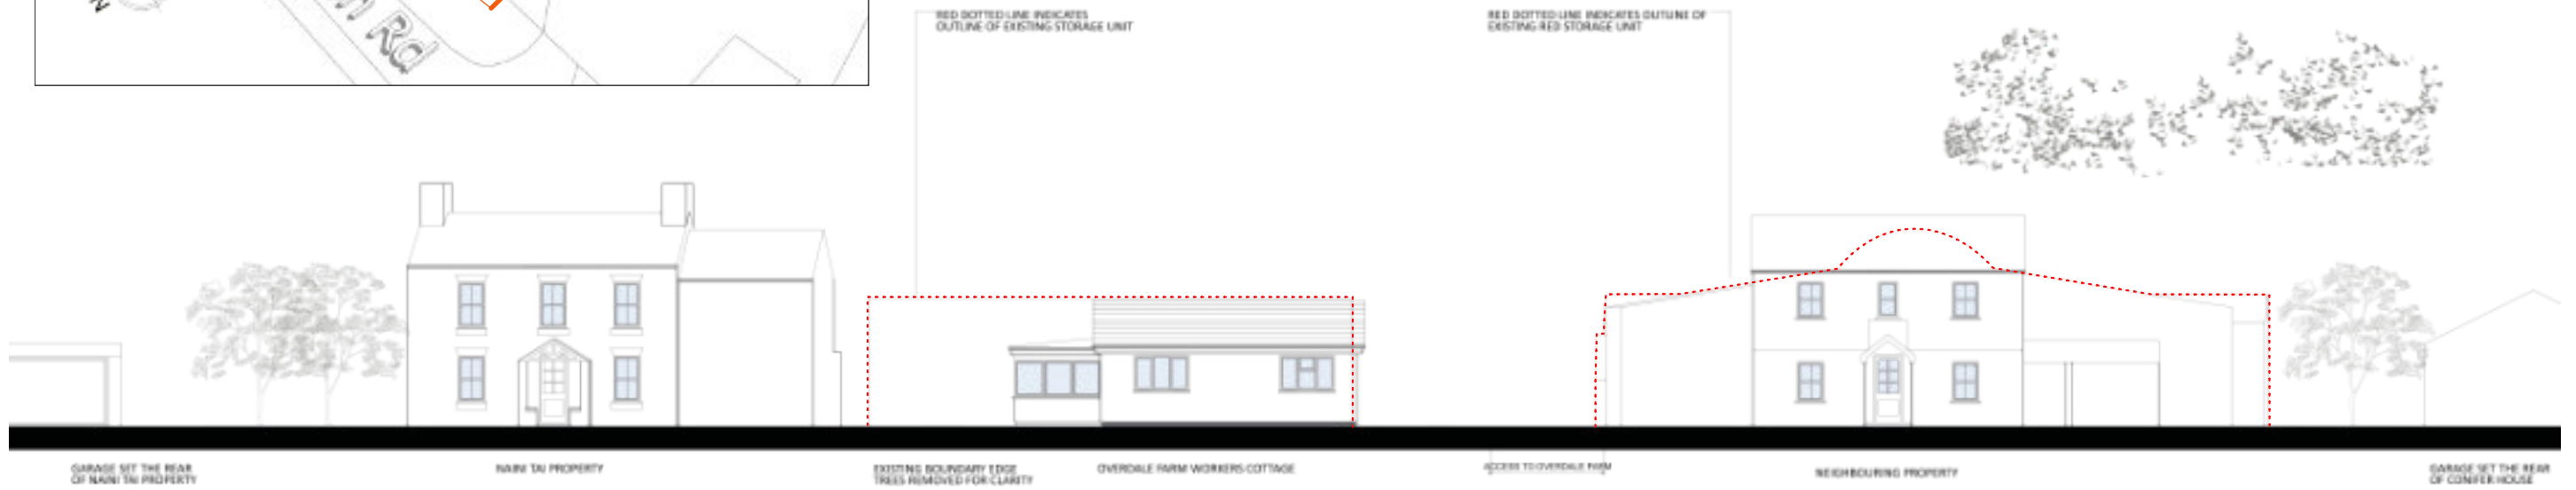 n Rd
N
RED DOTTED LINE INDICATES
OUTLINE OF EXISTING STORAGE UNIT
RED DOTTED LINE INDICATES OUTLINE OF
EXISTING RED STORAGE UNIT
GARAGE SET THE REAR
OF NAINI TAI PROPERTY
NAINI TAI PROPERTY
EXISTING BOUNDARY EDGE
TREES REMOVED FOR CLARITY
OVERDALE FARM WORKERS COTTAGE
ACCESS TO OVERDALE FARM
NEIGHBOURING PROPERTY
GARAGE SET THE REAR
OF CONIFER HOUSE